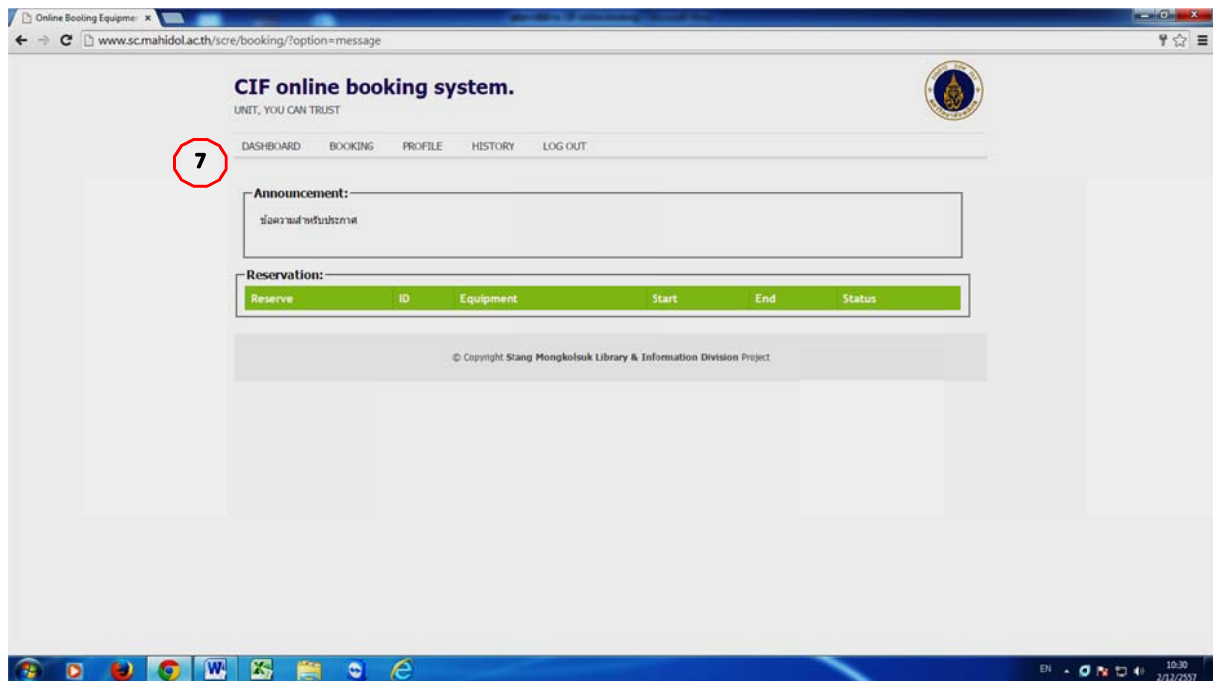 Online Booling Equipme
www.sc.mahidol.ac.th/scre/booking/?option=message
CIF online booking system.
UNIT, YOU CAN TRUST
DASHBOARD BOOKING PROFILE HISTORY LOG OUT
7
Announcement:
ข้อความสำหรับประกาศ
Reservation:
Reserve ID Equipment Start End Status
© Copyright Stang Mongkolsuk Library & Information Division Project
EN 10:30
2/12/2557